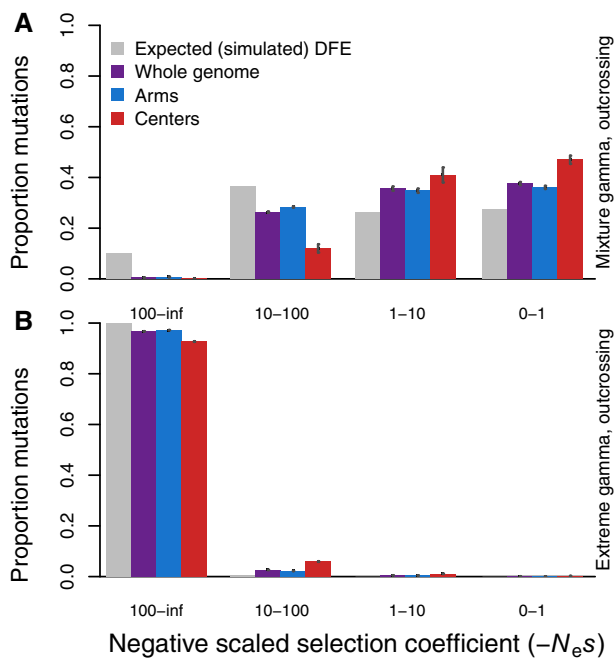 A
Proportion mutations
1.0
0.8
0.6
0.4
0.2
0.0
Expected (simulated) DFE
Whole genome
Arms
Centers
100−inf
10−100
1−10
0−1
Mixture gamma, outcrossing
B
Proportion mutations
1.0
0.8
0.6
0.4
0.2
0.0
100−inf
10−100
1−10
0−1
Extreme gamma, outcrossing
Negative scaled selection coefficient (−Nes)